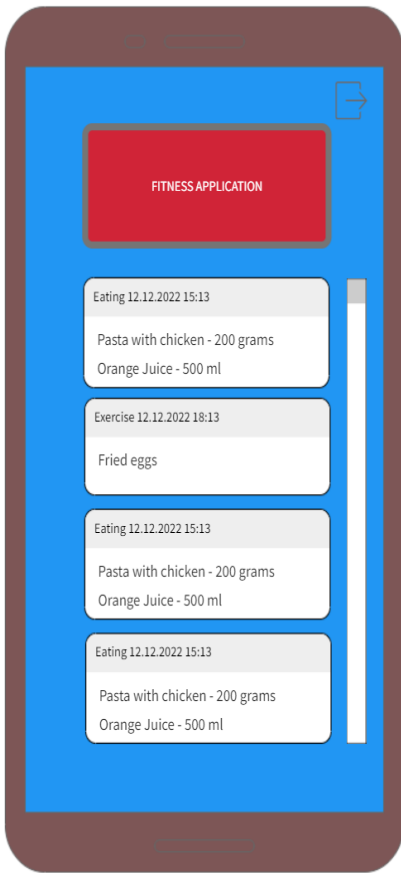 FITNESS APPLICATION
Eating 12.12.2022 15:13
Pasta with chicken - 200 grams
Orange Juice - 500 ml
Exercise 12.12.2022 18:13
Fried eggs
Eating 12.12.2022 15:13
Pasta with chicken - 200 grams
Orange Juice - 500 ml
Eating 12.12.2022 15:13
Pasta with chicken - 200 grams
Orange Juice - 500 ml